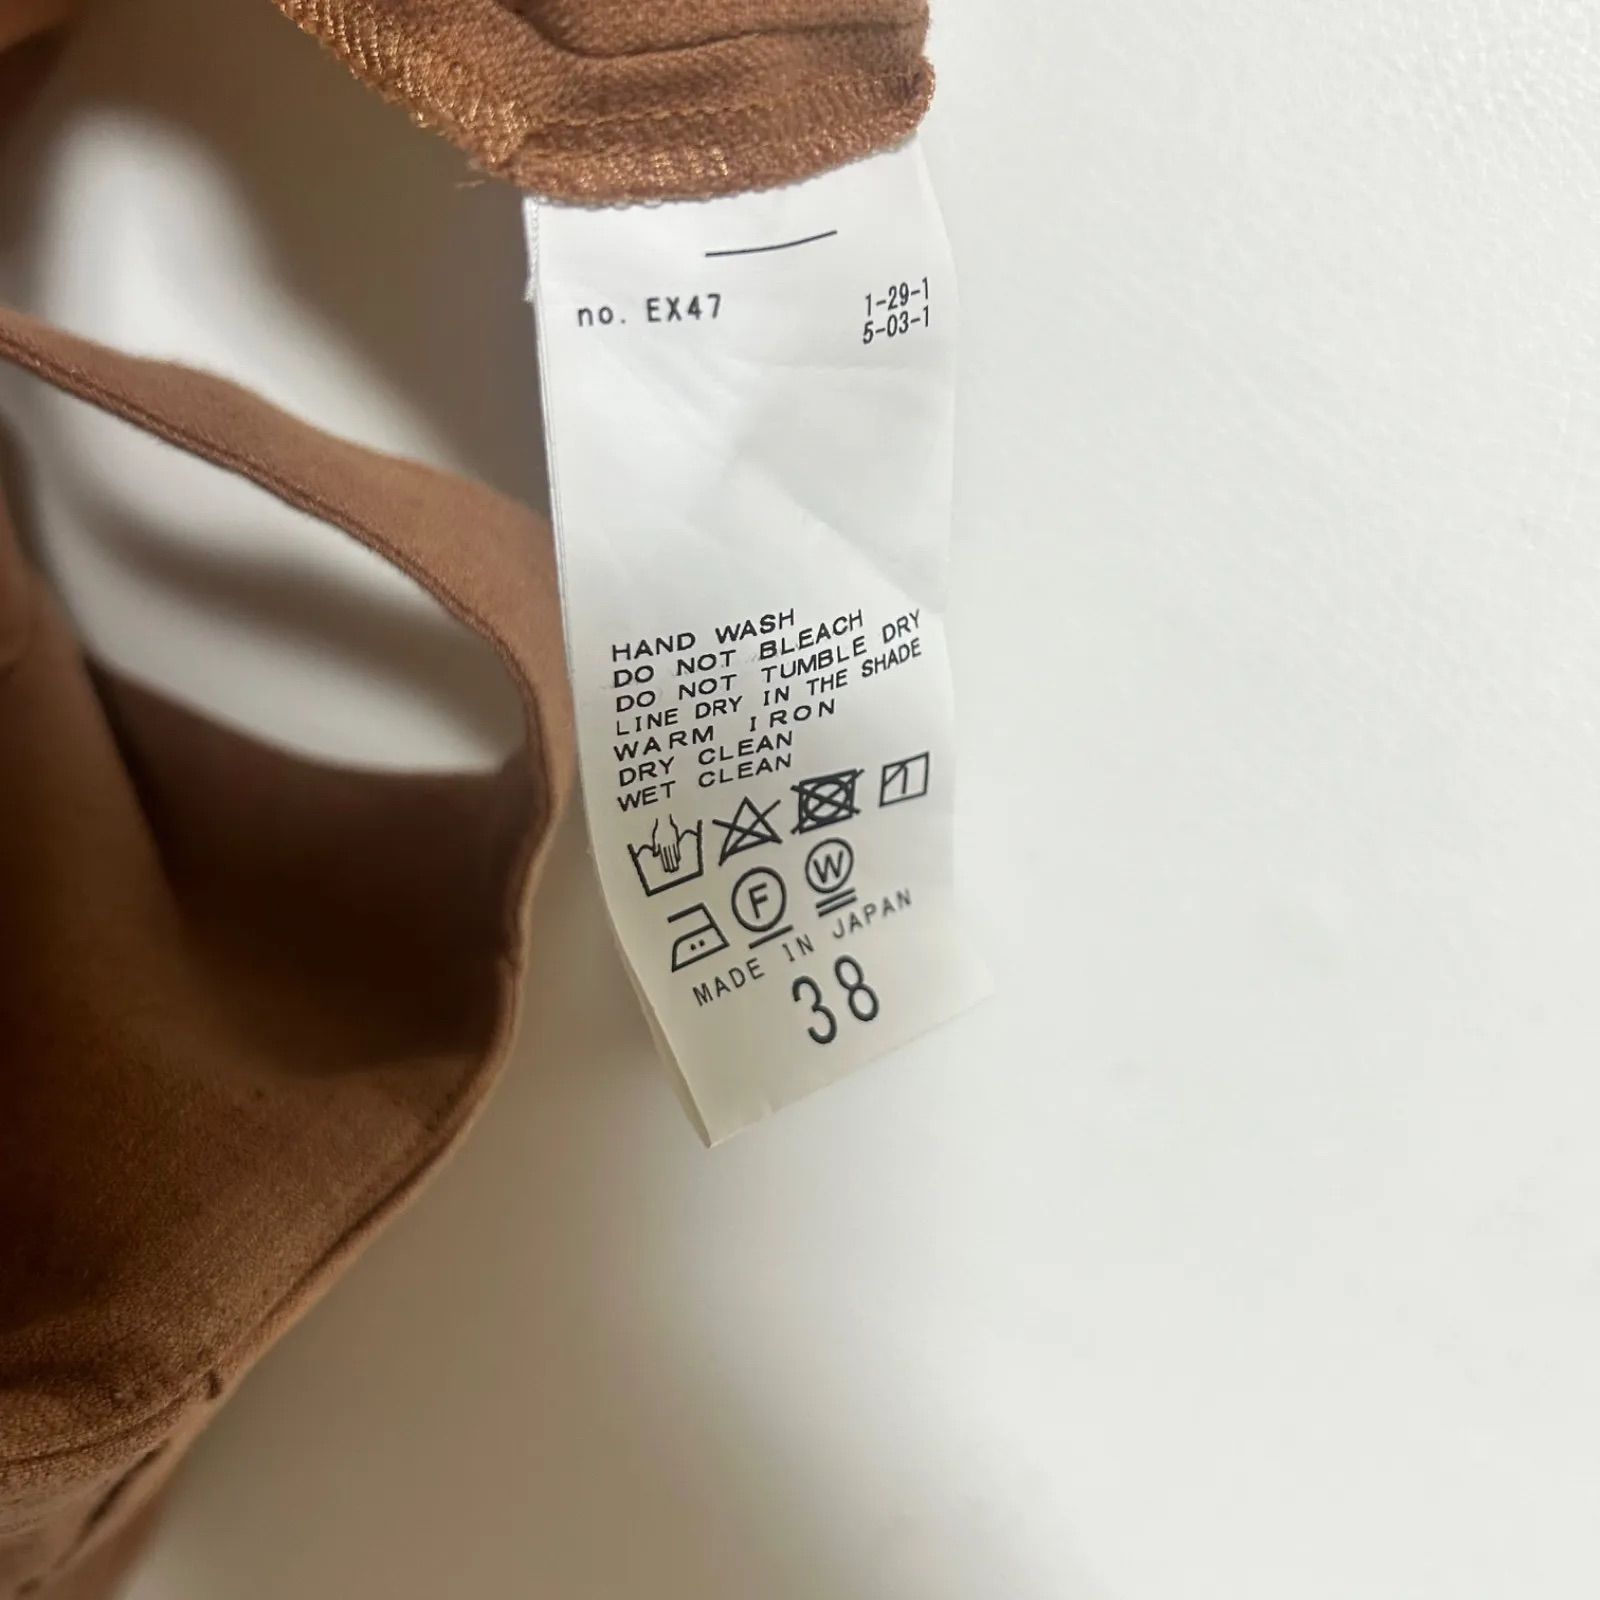 no. EX47
1-29-1
5-03-1
HAND WASH
DO NOT BLEACH
DO NOT TUMBLE DRY
LINE DRY IN THE SHADE
WARM IRON
DRY CLEAN
WET CLEAN
F
W
MADE IN JAPAN
38